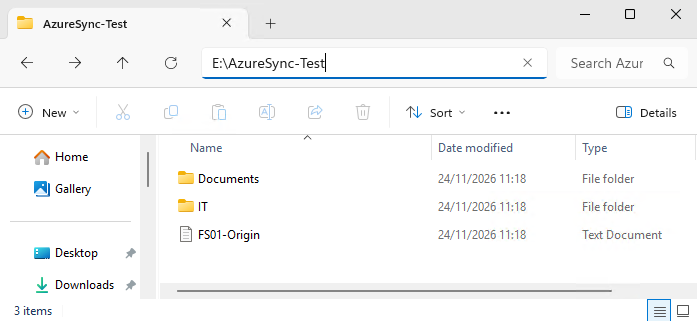 AzureSync-Test
E:\AzureSync-Test
Search Azur
New
Sort
Details
Home
Gallery
Desktop
Downloads
Name Date modified Type
Documents 24/11/2026 11:18 File folder
IT 24/11/2026 11:18 File folder
FS01-Origin 24/11/2026 11:18 Text Document
3 items